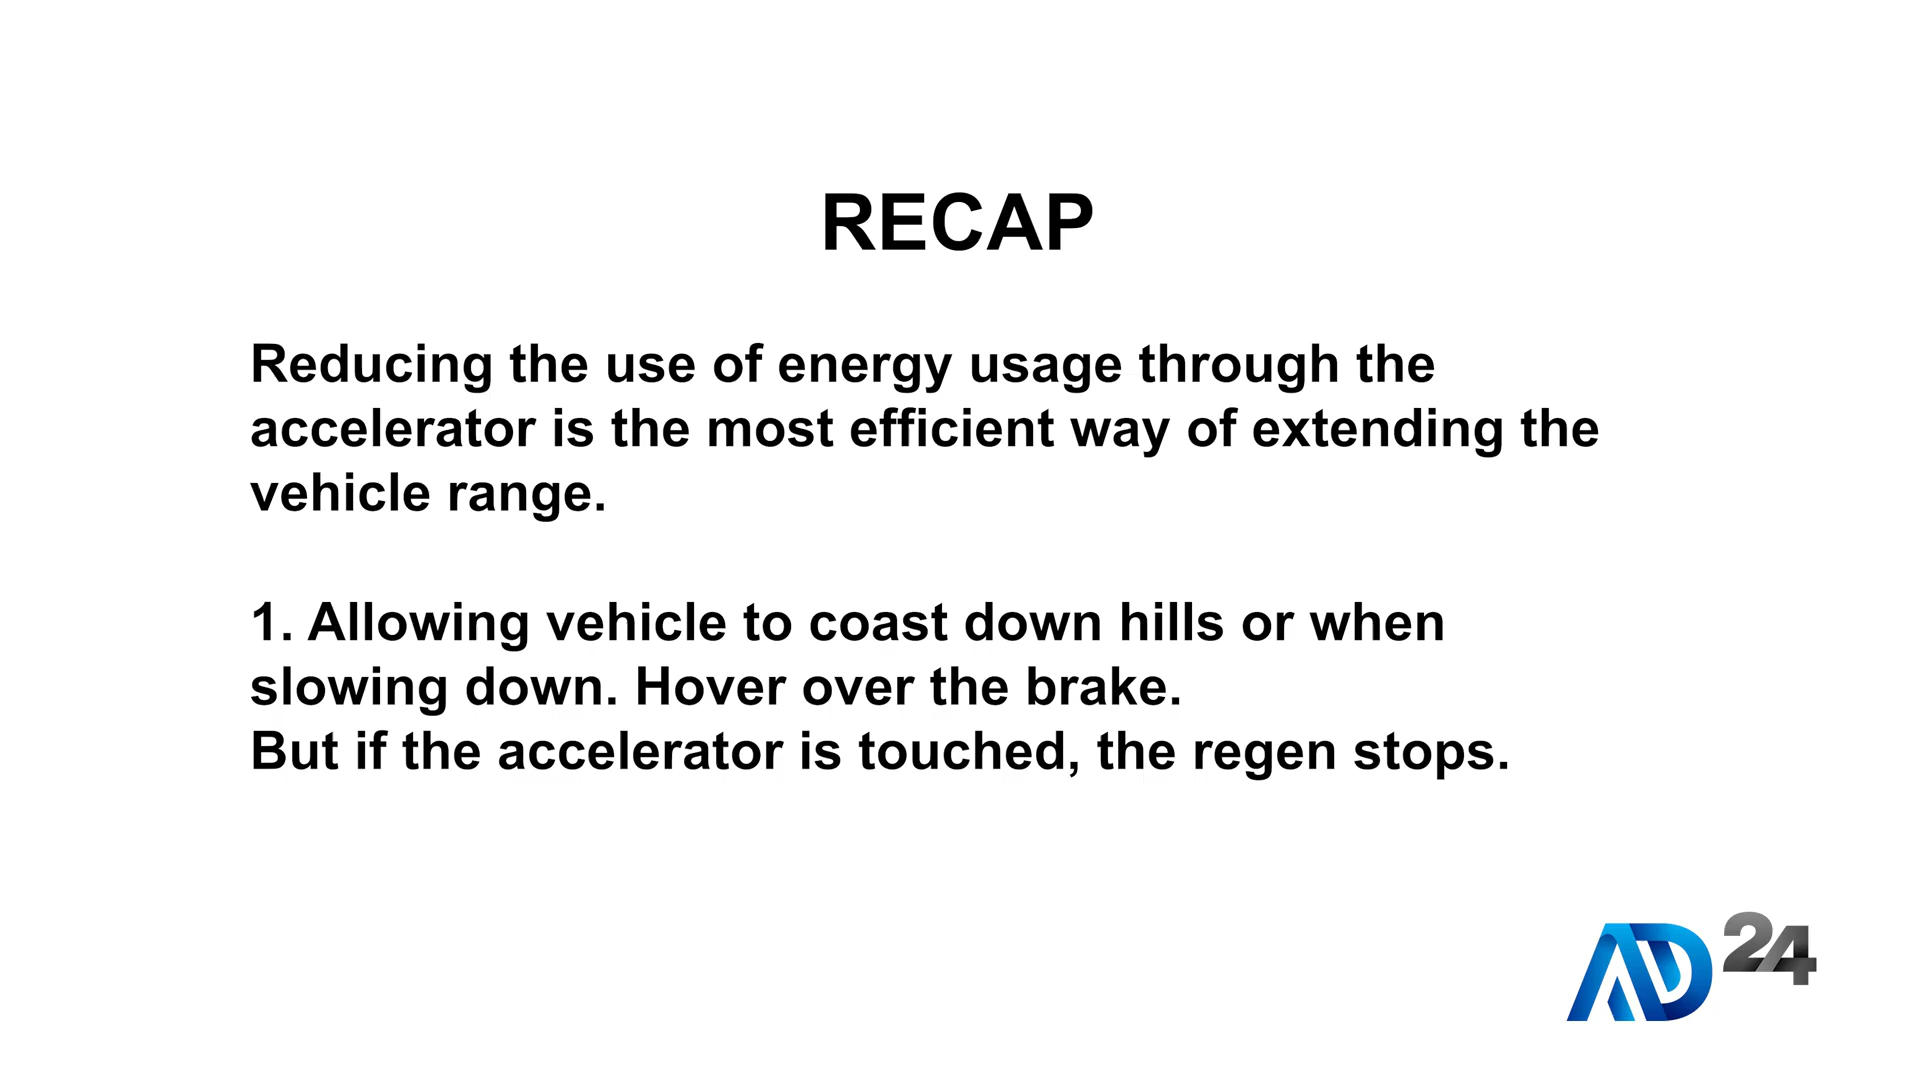 RECAP
Reducing the use of energy usage through the
accelerator is the most efficient way of extending the
vehicle range.
1. Allowing vehicle to coast down hills or when
slowing down. Hover over the brake.
But if the accelerator is touched, the regen stops.
AD24